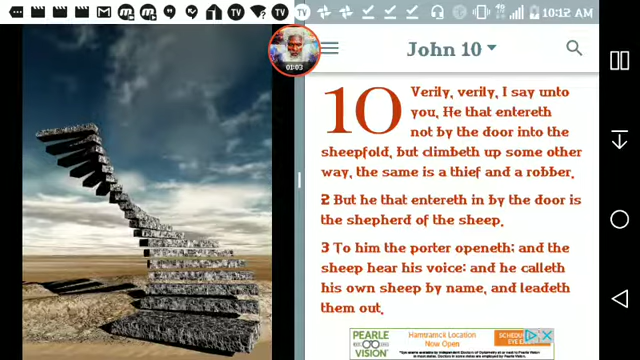 TV
TV
TV
4G
10:12 AM
01:03
John 10
10
Verily, verily, I say unto
you, He that entereth
not by the door into the
sheepfold, but climbeth up some other
way, the same is a thief and a robber.
2 But he that entereth in by the door is
the shepherd of the sheep.
3 To him the porter openeth; and the
sheep hear his voice: and he calleth
his own sheep by name, and leadeth
them out.
PEARLE
VISION
Hamtramck Location
Now Open